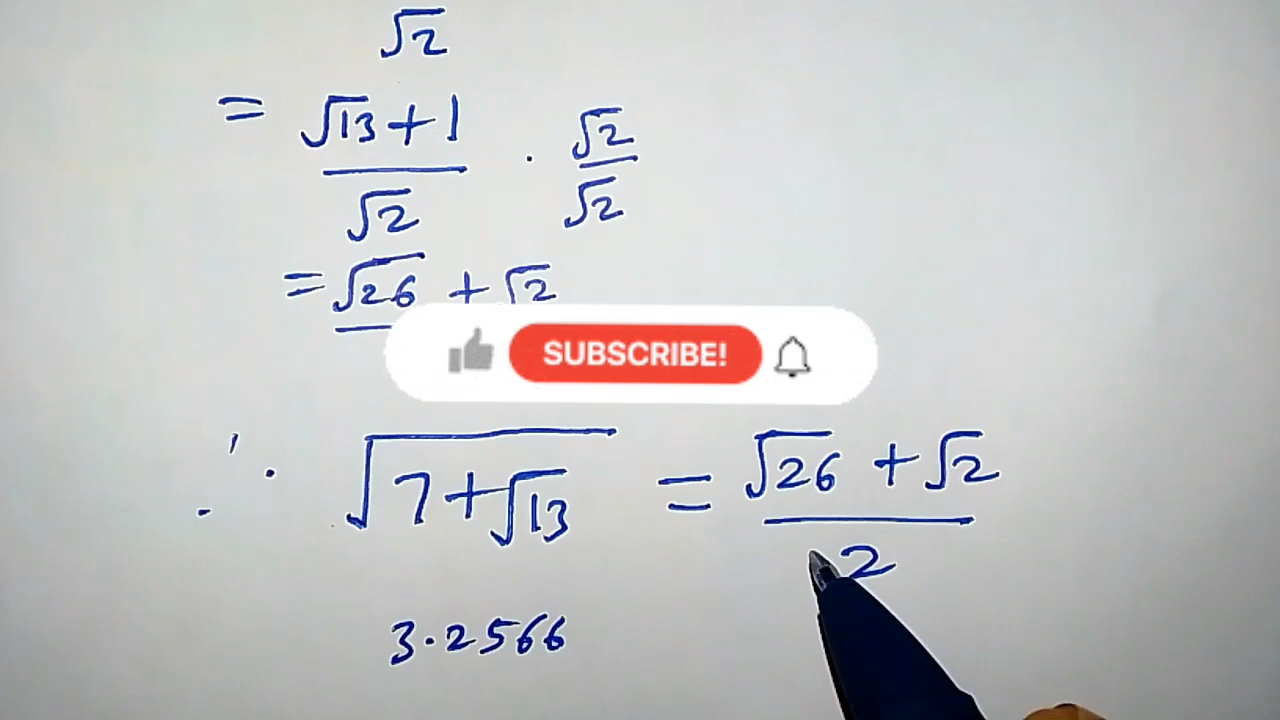 √2
= (√13 + 1)/√2 · √2/√2
= √26 + √2
SUBSCRIBE!
∴ √(7+√13) = (√26 + √2)/2
3.2566